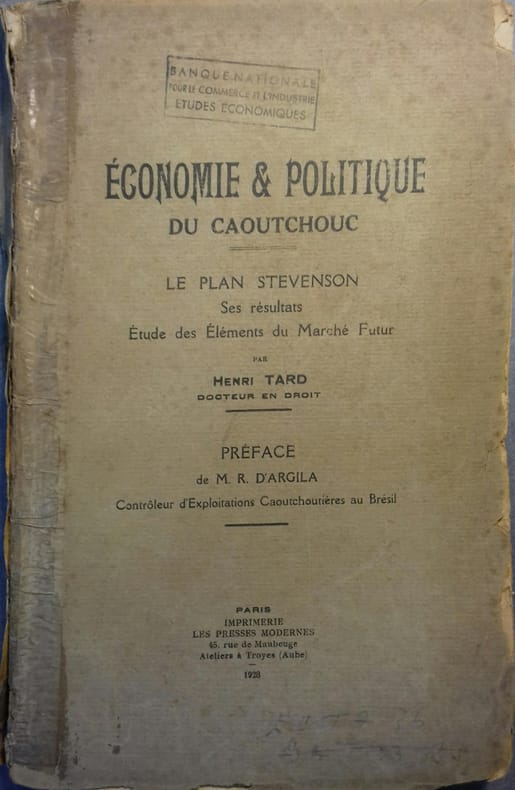 BANQUE NATIONALE
POUR LE COMMERCE ET L'INDUSTRIE
ETUDES ECONOMIQUES
ÉCONOMIE & POLITIQUE
DU CAOUTCHOUC
LE PLAN STEVENSON
Ses résultats
Étude des Éléments du Marché Futur
PAR
HENRI TARD
DOCTEUR EN DROIT
PRÉFACE
de M. R. D'ARGILA
Contrôleur d'Exploitations Caoutchoutières au Brésil
PARIS
IMPRIMERIE
LES PRESSES MODERNES
45, rue de Maubeuge
Ateliers à Troyes (Aube)
1928